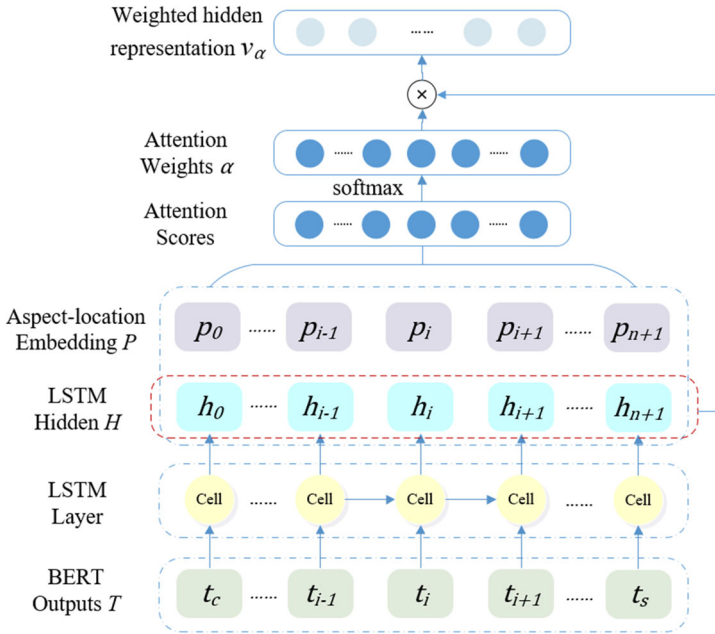 Weighted hidden
representation vα
...... 
×
Attention
Weights α
...... ......
softmax
Attention
Scores
...... ......
Aspect-location
Embedding P
p0 ...... pi-1 pi pi+1 ...... pn+1
LSTM
Hidden H
h0 ...... hi-1 hi hi+1 ...... hn+1
LSTM
Layer
Cell ...... Cell Cell Cell ...... Cell
BERT
Outputs T
tc ...... ti-1 ti ti+1 ...... ts